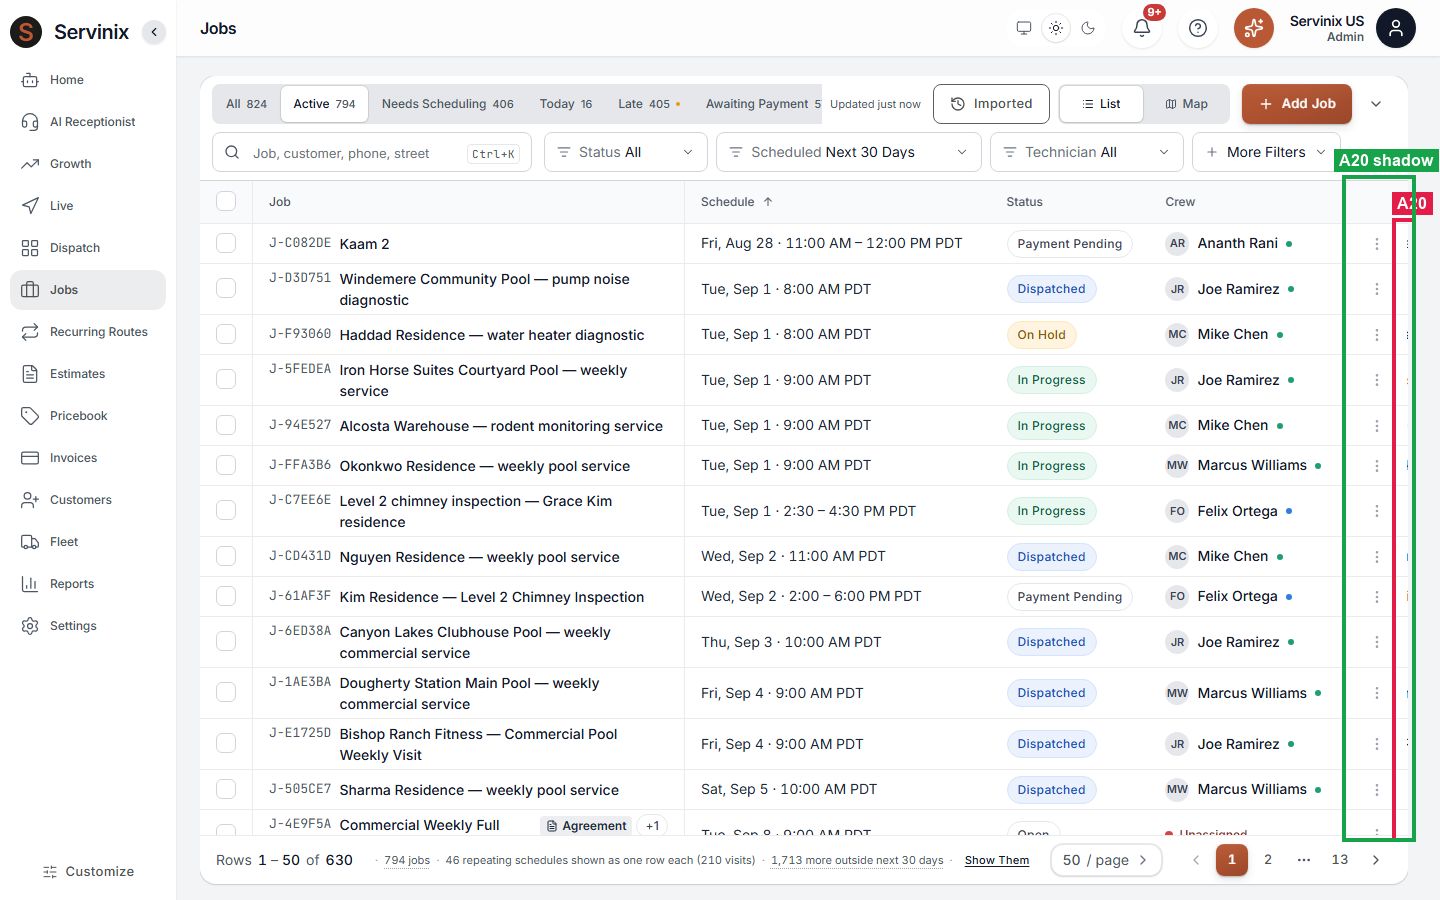 Servinix
Jobs
9+
Servinix US
Admin
Home
AI Receptionist
Growth
Live
Dispatch
Jobs
Recurring Routes
Estimates
Pricebook
Invoices
Customers
Fleet
Reports
Settings
Customize
All 824
Active 794
Needs Scheduling 406
Today 16
Late 405
Awaiting Payment
Updated just now
Imported
List
Map
+ Add Job
Job, customer, phone, street
Ctrl+K
Status All
Scheduled Next 30 Days
Technician All
+ More Filters
A20 shadow
A20
Job
Schedule ↑
Status
Crew
J-C082DE Kaam 2 Fri, Aug 28 · 11:00 AM – 12:00 PM PDT Payment Pending AR Ananth Rani
J-D3D751 Windemere Community Pool — pump noise
diagnostic
Tue, Sep 1 · 8:00 AM PDT Dispatched JR Joe Ramirez
J-F93060 Haddad Residence — water heater diagnostic Tue, Sep 1 · 8:00 AM PDT On Hold MC Mike Chen
J-5FEDEA Iron Horse Suites Courtyard Pool — weekly
service
Tue, Sep 1 · 9:00 AM PDT In Progress JR Joe Ramirez
J-94E527 Alcosta Warehouse — rodent monitoring service Tue, Sep 1 · 9:00 AM PDT In Progress MC Mike Chen
J-FFA3B6 Okonkwo Residence — weekly pool service Tue, Sep 1 · 9:00 AM PDT In Progress MW Marcus Williams
J-C7EE6E Level 2 chimney inspection — Grace Kim
residence
Tue, Sep 1 · 2:30 – 4:30 PM PDT In Progress FO Felix Ortega
J-CD431D Nguyen Residence — weekly pool service Wed, Sep 2 · 11:00 AM PDT Dispatched MC Mike Chen
J-61AF3F Kim Residence — Level 2 Chimney Inspection Wed, Sep 2 · 2:00 – 6:00 PM PDT Payment Pending FO Felix Ortega
J-6ED38A Canyon Lakes Clubhouse Pool — weekly
commercial service
Thu, Sep 3 · 10:00 AM PDT Dispatched JR Joe Ramirez
J-1AE3BA Dougherty Station Main Pool — weekly
commercial service
Fri, Sep 4 · 9:00 AM PDT Dispatched MW Marcus Williams
J-E1725D Bishop Ranch Fitness — Commercial Pool
Weekly Visit
Fri, Sep 4 · 9:00 AM PDT Dispatched JR Joe Ramirez
J-505CE7 Sharma Residence — weekly pool service Sat, Sep 5 · 10:00 AM PDT Dispatched MW Marcus Williams
J-4E9F5A Commercial Weekly Full Agreement +1 Tue, Sep 8 · 9:00 AM PDT Open Unassigned
Rows 1 – 50 of 630
· 794 jobs · 46 repeating schedules shown as one row each (210 visits) · 1,713 more outside next 30 days · Show Them
50 / page
1 2 ••• 13